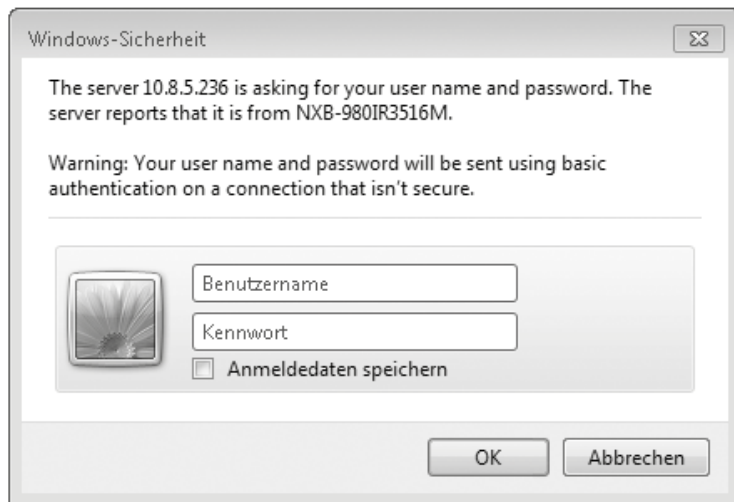 Windows-Sicherheit
The server 10.8.5.236 is asking for your user name and password. The
server reports that it is from NXB-980IR3516M.
Warning: Your user name and password will be sent using basic
authentication on a connection that isn't secure.
Benutzername
Kennwort
Anmeldedaten speichern
OK
Abbrechen